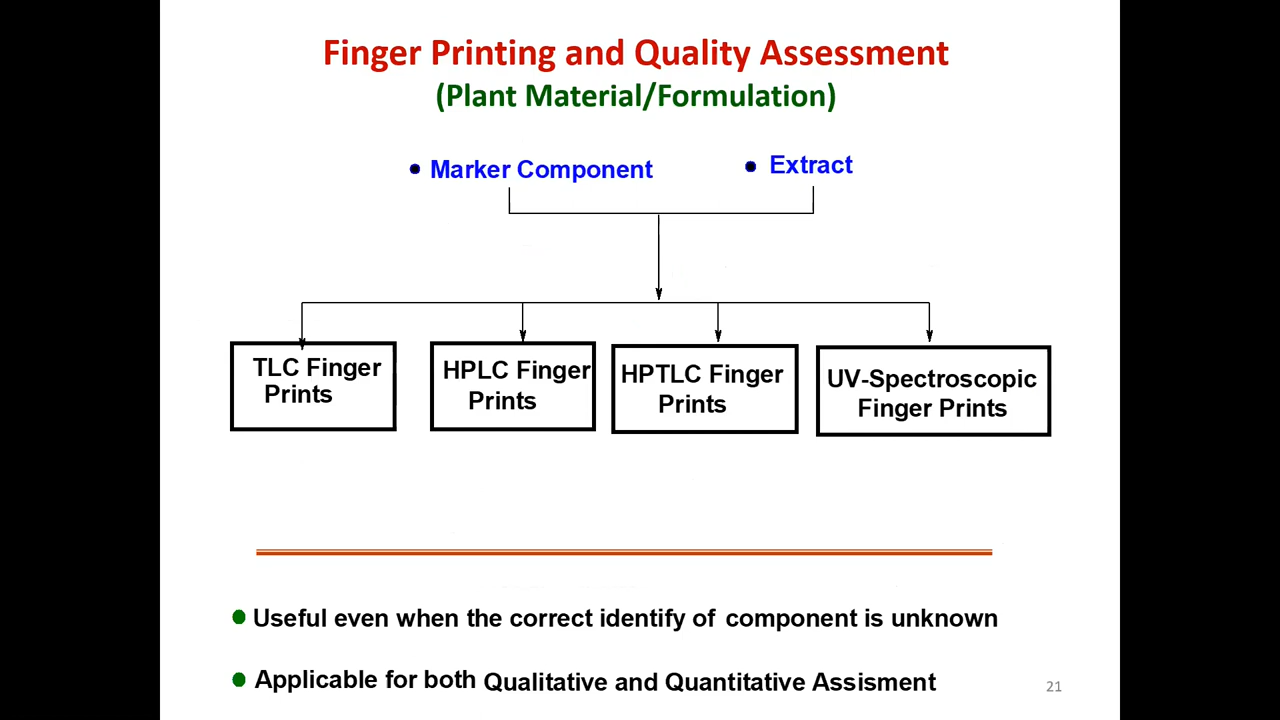 Finger Printing and Quality Assessment
(Plant Material/Formulation)
• Marker Component
• Extract
TLC Finger
Prints
HPLC Finger
Prints
HPTLC Finger
Prints
UV-Spectroscopic
Finger Prints
• Useful even when the correct identify of component is unknown
• Applicable for both Qualitative and Quantitative Assisment
21